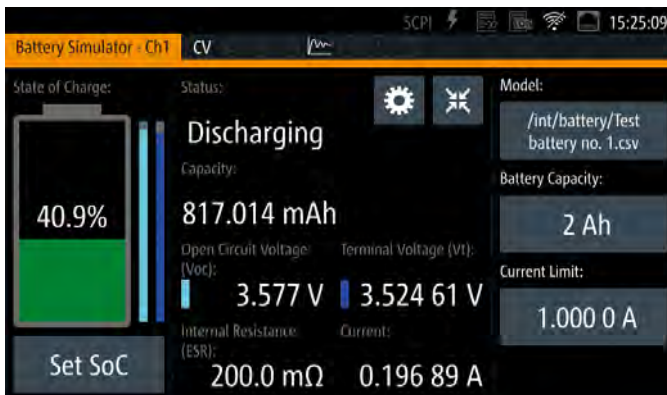 SCPI 15:25:09
Battery Simulator - Ch1 CV
State of Charge:
40.9%
Set SoC
Status:
Discharging
Capacity:
817.014 mAh
Open Circuit Voltage
(Voc):
3.577 V
Terminal Voltage (Vt):
3.524 61 V
Internal Resistance
(ESR):
200.0 mΩ
Current:
0.196 89 A
Model:
/int/battery/Test
battery no. 1.csv
Battery Capacity:
2 Ah
Current Limit:
1.000 0 A